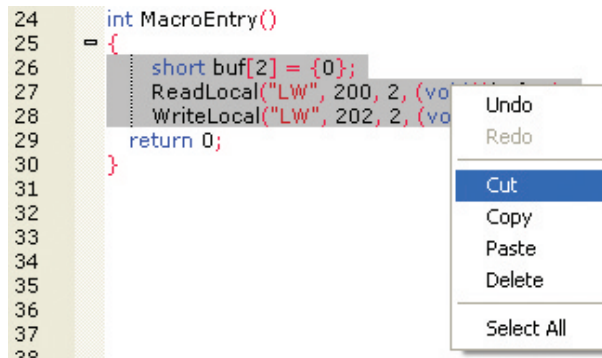 24 int MacroEntry()
25 {
26 short buf[2] = {0};
27 ReadLocal("LW", 200, 2, (vo
28 WriteLocal("LW", 202, 2, (vo
29 return 0;
30 }
31
32
33
34
35
36
37
38
Undo
Redo
Cut
Copy
Paste
Delete
Select All